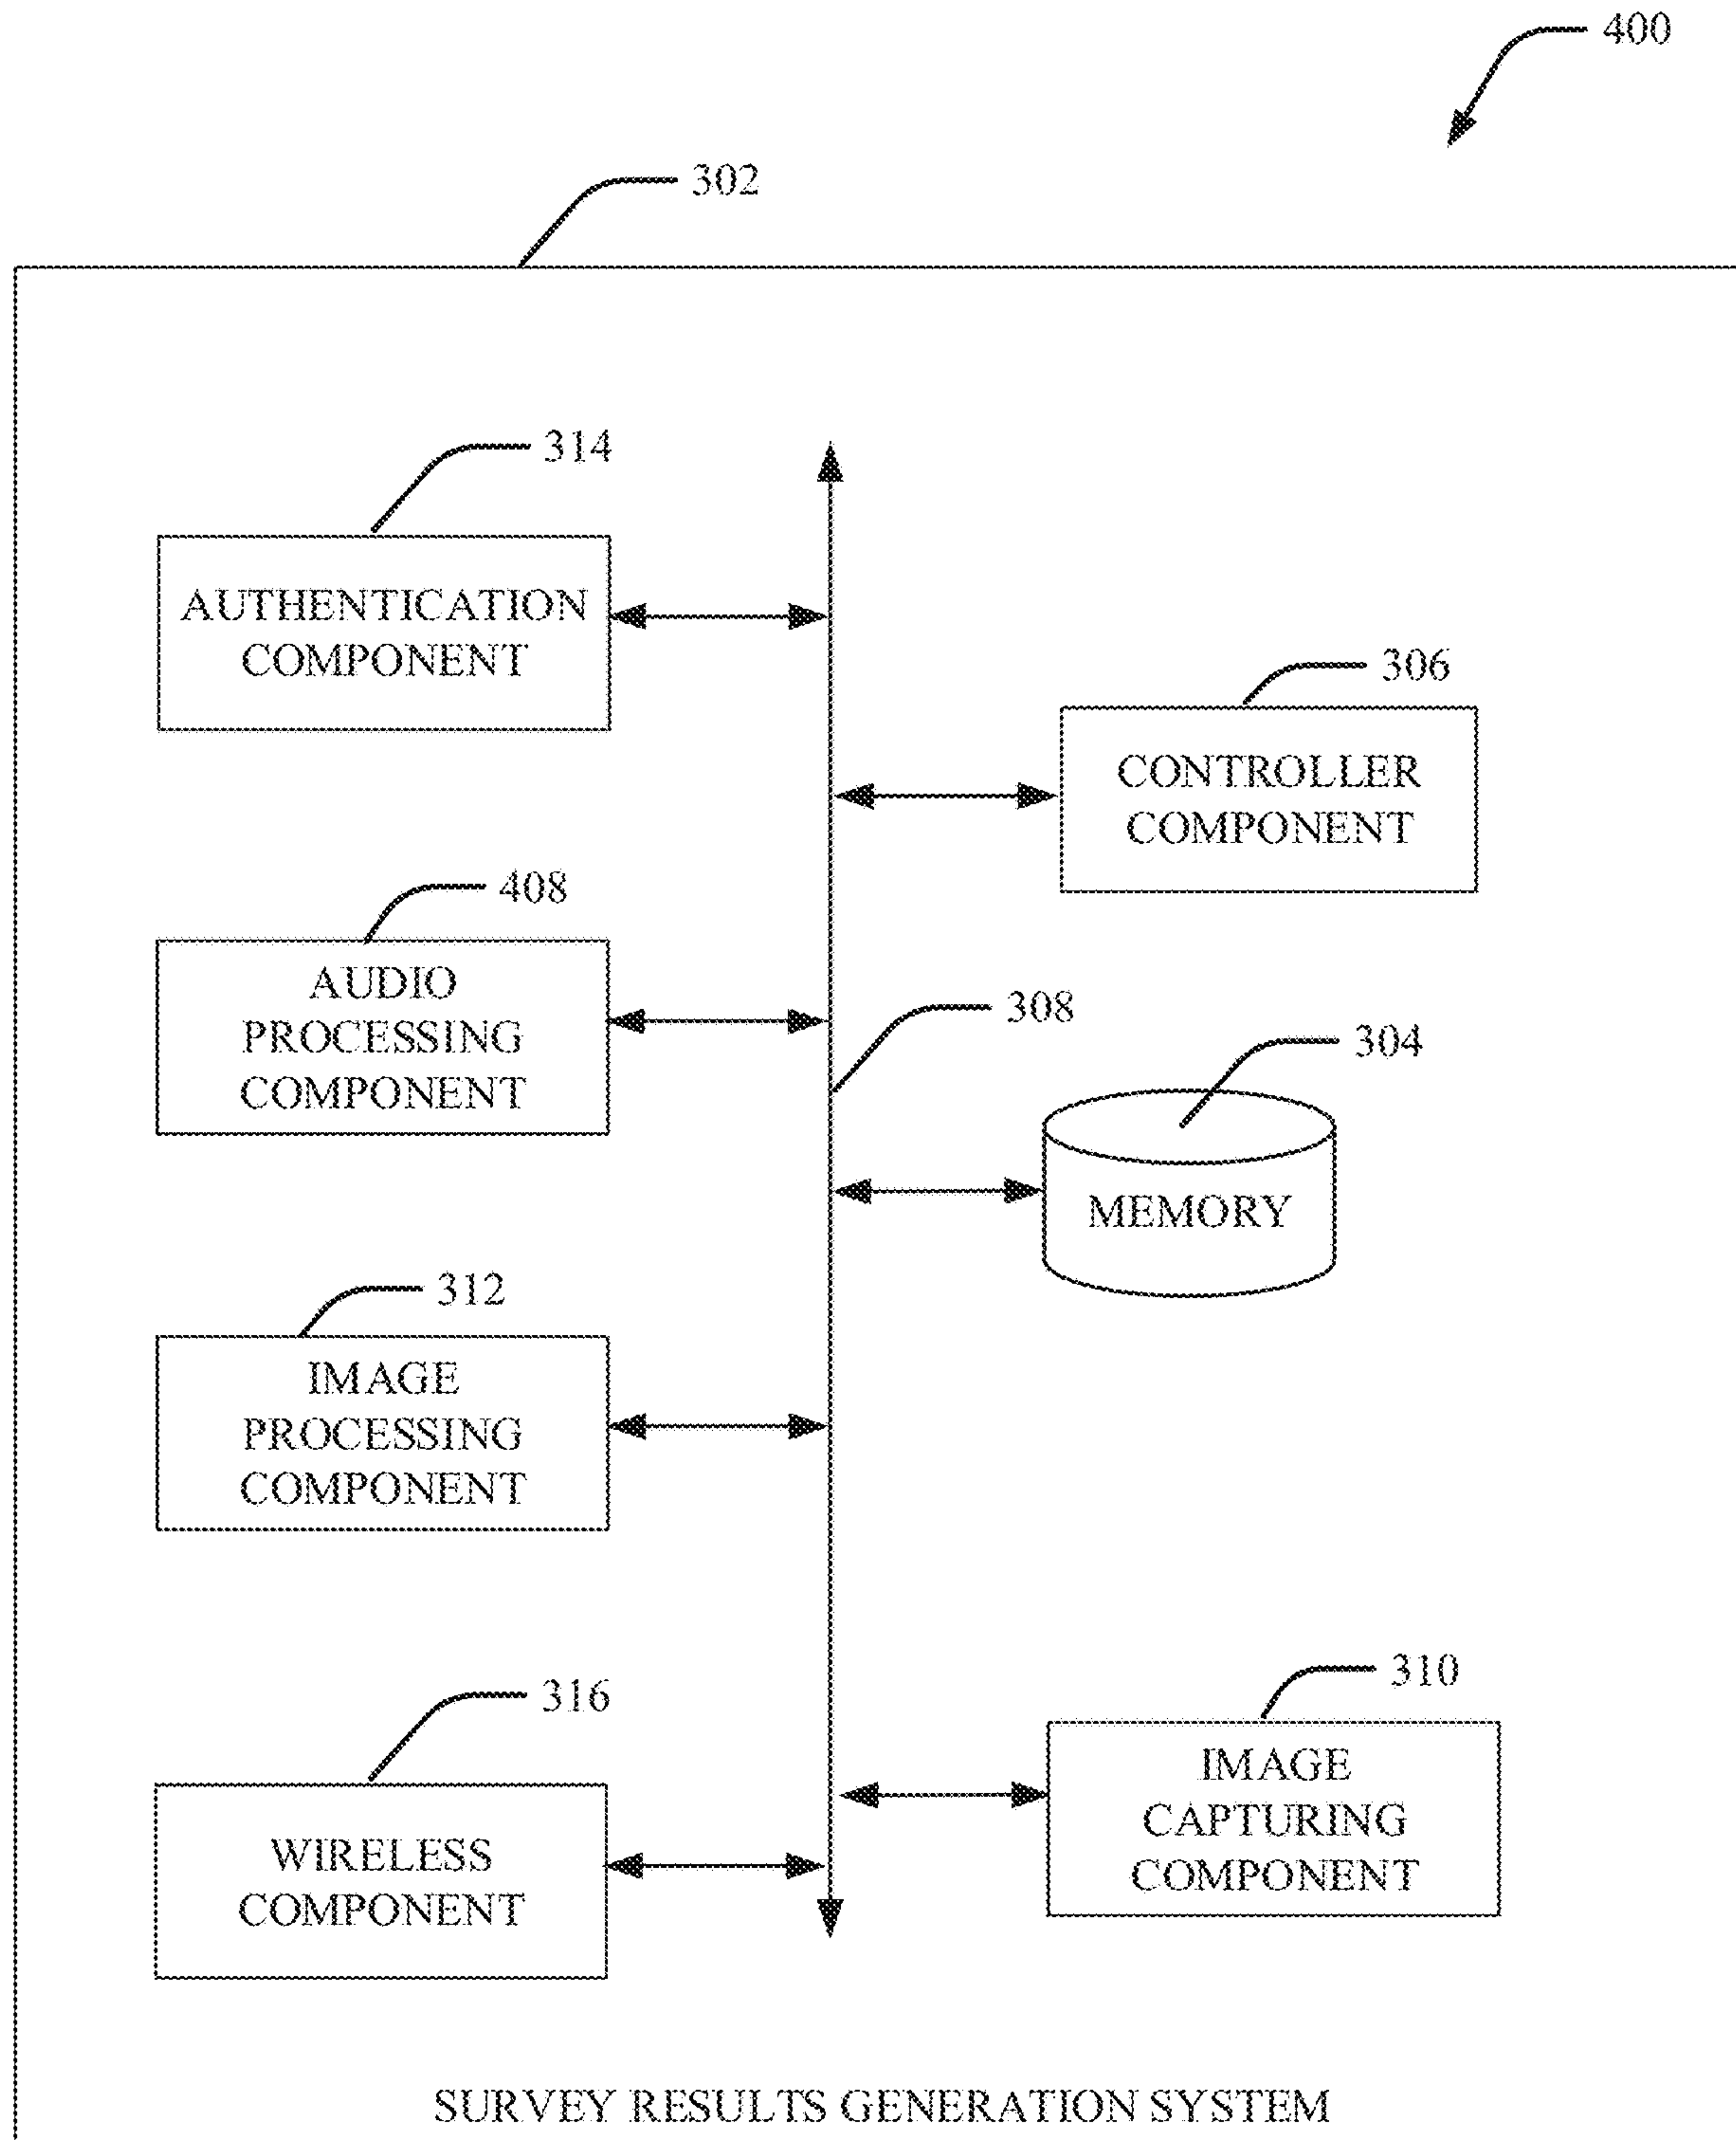 400
302
314
AUTHENTICATION
COMPONENT
306
CONTROLLER
COMPONENT
408
AUDIO
PROCESSING
COMPONENT
308
304
MEMORY
312
IMAGE
PROCESSING
COMPONENT
316
WIRELESS
COMPONENT
310
IMAGE
CAPTURING
COMPONENT
SURVEY RESULTS GENERATION SYSTEM